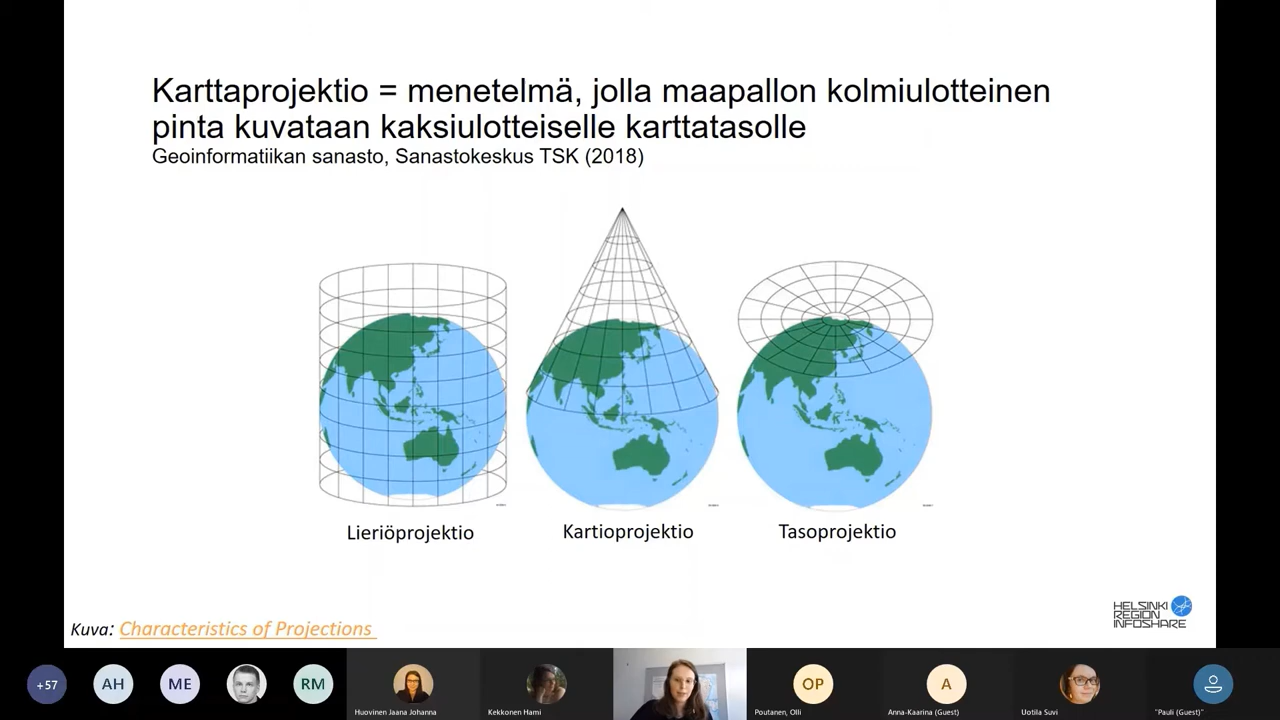 Karttaprojektio = menetelmä, jolla maapallon kolmiulotteinen
pinta kuvataan kaksiulotteiselle karttatasolle
Geoinformatiikan sanasto, Sanastokeskus TSK (2018)
Lieriöprojektio
Kartioprojektio
Tasoprojektio
HELSINKI
REGION
INFOSHARE
Kuva: Characteristics of Projections
+57
AH
ME
RM
OP
A
Huovinen Jaana Johanna
Kekkonen Hami
Poutanen, Olli
Anna-Kaarina (Guest)
Uotila Suvi
"Pauli (Guest)"